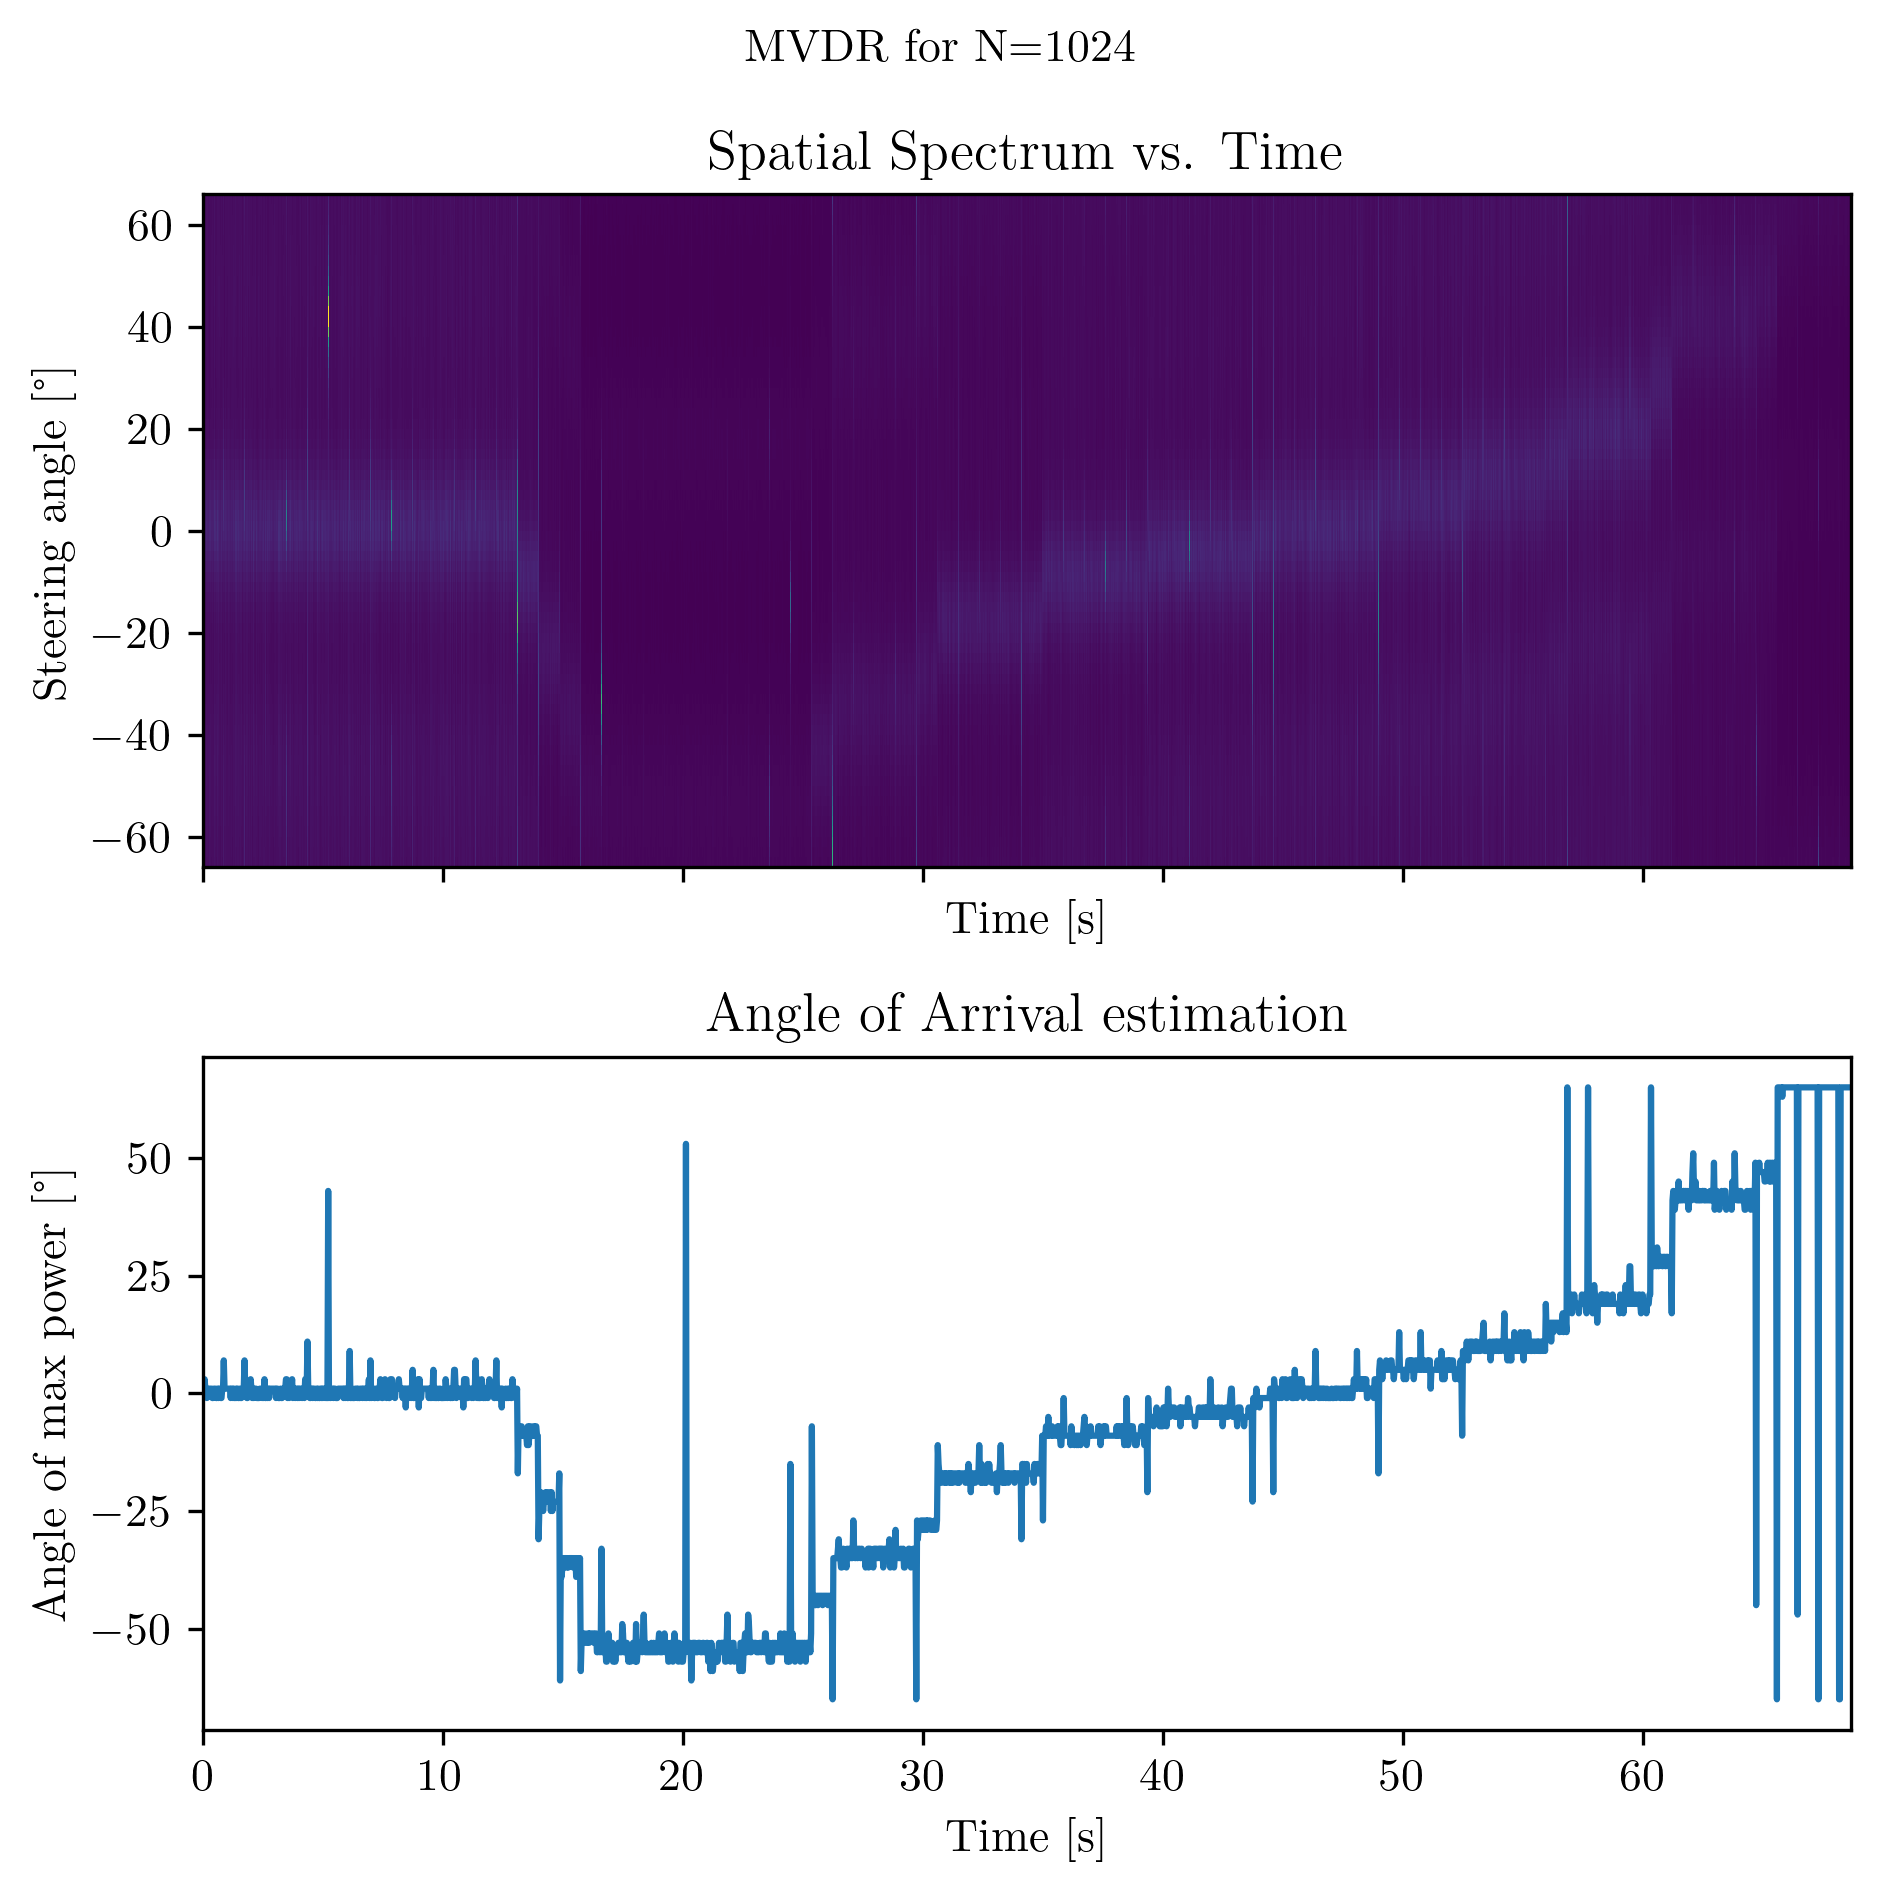 MVDR for N=1024
Spatial Spectrum vs. Time
Steering angle [°]
60
40
20
0
−20
−40
−60
Time [s]
Angle of Arrival estimation
Angle of max power [°]
50
25
0
−25
−50
0 10 20 30 40 50 60
Time [s]